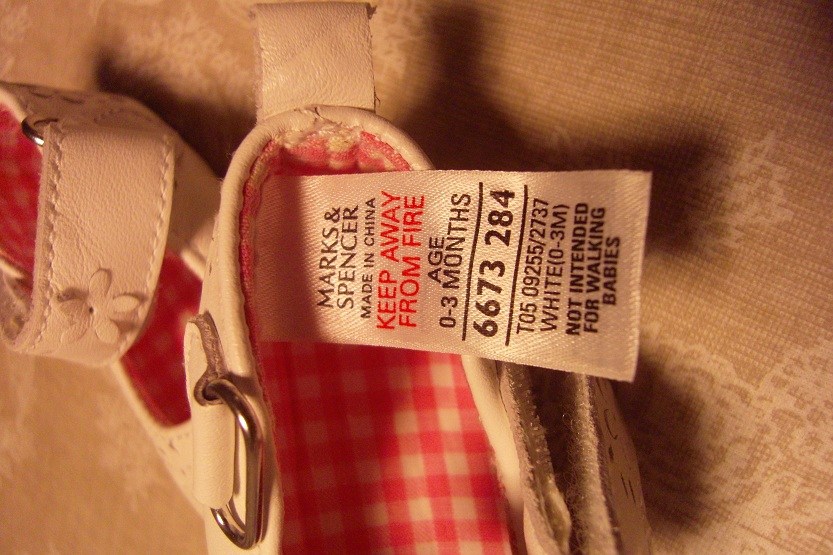 MARKS &
SPENCER
MADE IN CHINA
KEEP AWAY
FROM FIRE
AGE
0-3 MONTHS
6673 284
T05 09255/2737
WHITE(0-3M)
NOT INTENDED
FOR WALKING
BABIES